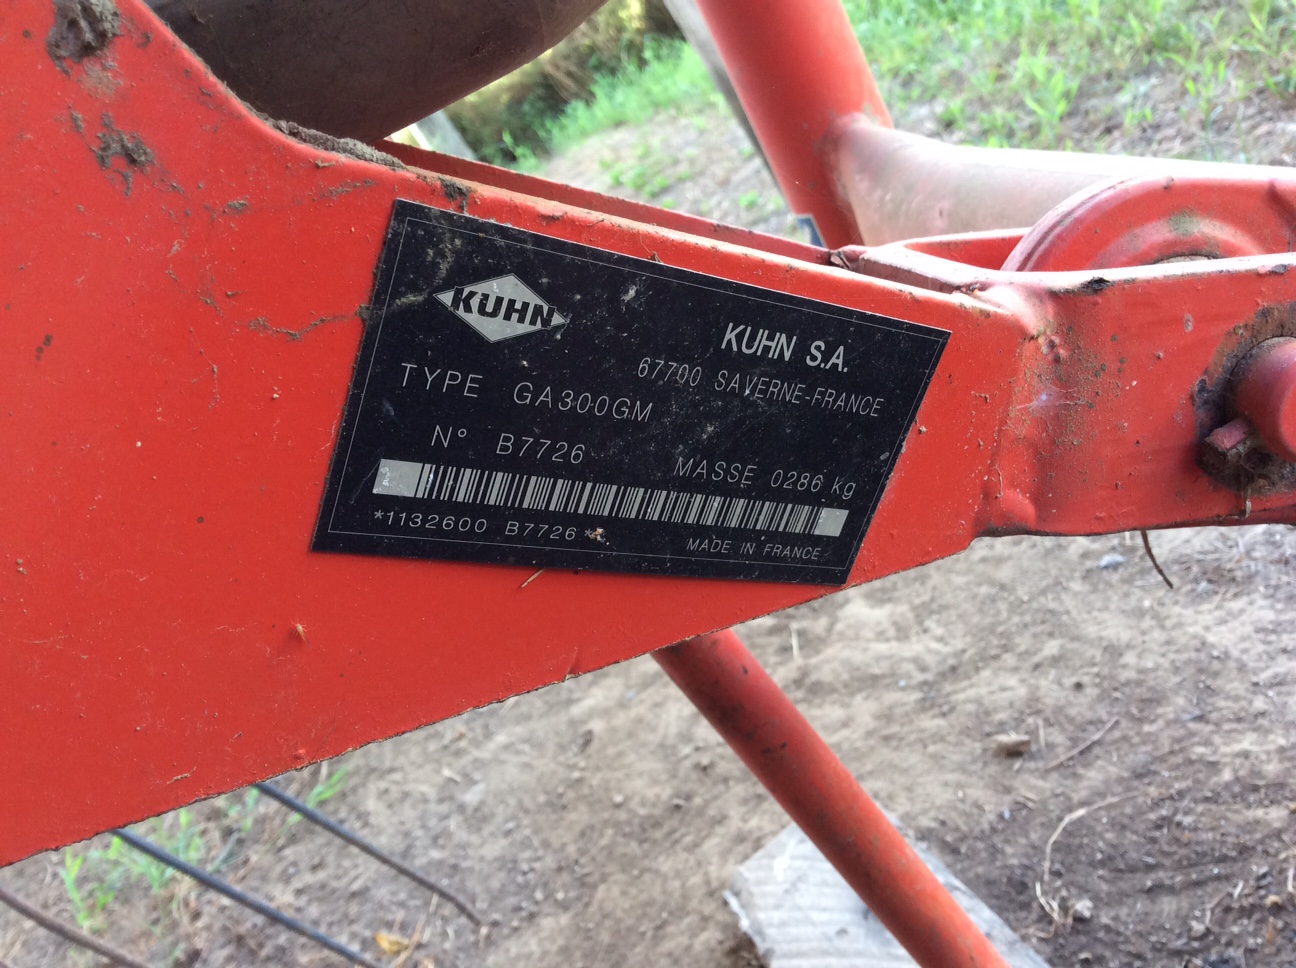 KUHN
KUHN S.A.
67700 SAVERNE-FRANCE
TYPE GA300GM
N° B7726
MASSE 0286 kg
*1132600 B7726*
MADE IN FRANCE